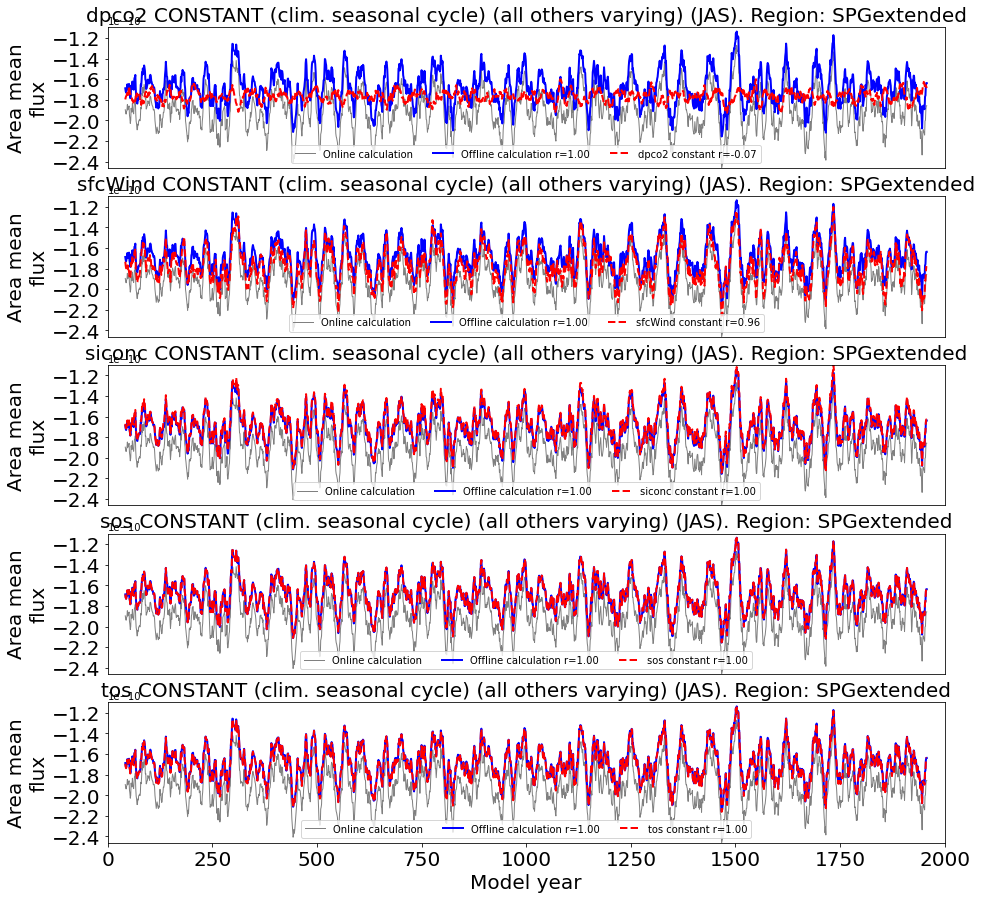 dpco2 CONSTANT (clim. seasonal cycle) (all others varying) (JAS). Region: SPGextended
1e−10
−1.2
−1.4
−1.6
−1.8
−2.0
−2.2
−2.4
Area mean
flux
Online calculation
Offline calculation r=1.00
dpco2 constant r=-0.07
sfcWind CONSTANT (clim. seasonal cycle) (all others varying) (JAS). Region: SPGextended
1e−10
−1.2
−1.4
−1.6
−1.8
−2.0
−2.2
−2.4
Area mean
flux
Online calculation
Offline calculation r=1.00
sfcWind constant r=0.96
siconc CONSTANT (clim. seasonal cycle) (all others varying) (JAS). Region: SPGextended
1e−10
−1.2
−1.4
−1.6
−1.8
−2.0
−2.2
−2.4
Area mean
flux
Online calculation
Offline calculation r=1.00
siconc constant r=1.00
sos CONSTANT (clim. seasonal cycle) (all others varying) (JAS). Region: SPGextended
1e−10
−1.2
−1.4
−1.6
−1.8
−2.0
−2.2
−2.4
Area mean
flux
Online calculation
Offline calculation r=1.00
sos constant r=1.00
tos CONSTANT (clim. seasonal cycle) (all others varying) (JAS). Region: SPGextended
1e−10
−1.2
−1.4
−1.6
−1.8
−2.0
−2.2
−2.4
Area mean
flux
Online calculation
Offline calculation r=1.00
tos constant r=1.00
0
250
500
750
1000
1250
1500
1750
2000
Model year